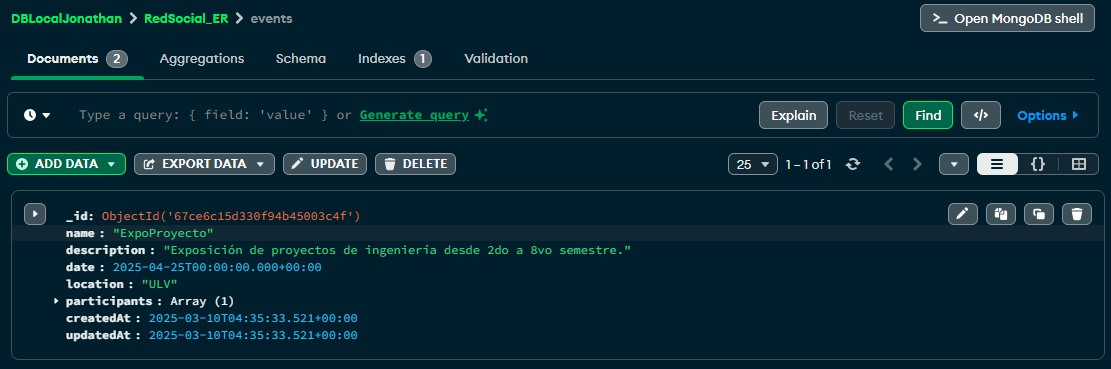 DBLocalJonathan > RedSocial_ER > events
>_ Open MongoDB shell
Documents 2 Aggregations Schema Indexes 1 Validation
Type a query: { field: 'value' } or Generate query
Explain Reset Find </> Options
ADD DATA EXPORT DATA UPDATE DELETE
25 1 – 1 of 1 {}
_id: ObjectId('67ce6c15d330f94b45003c4f')
name : "ExpoProyecto"
description : "Exposición de proyectos de ingeniería desde 2do a 8vo semestre."
date : 2025-04-25T00:00:00.000+00:00
location : "ULV"
participants : Array (1)
createdAt : 2025-03-10T04:35:33.521+00:00
updatedAt : 2025-03-10T04:35:33.521+00:00